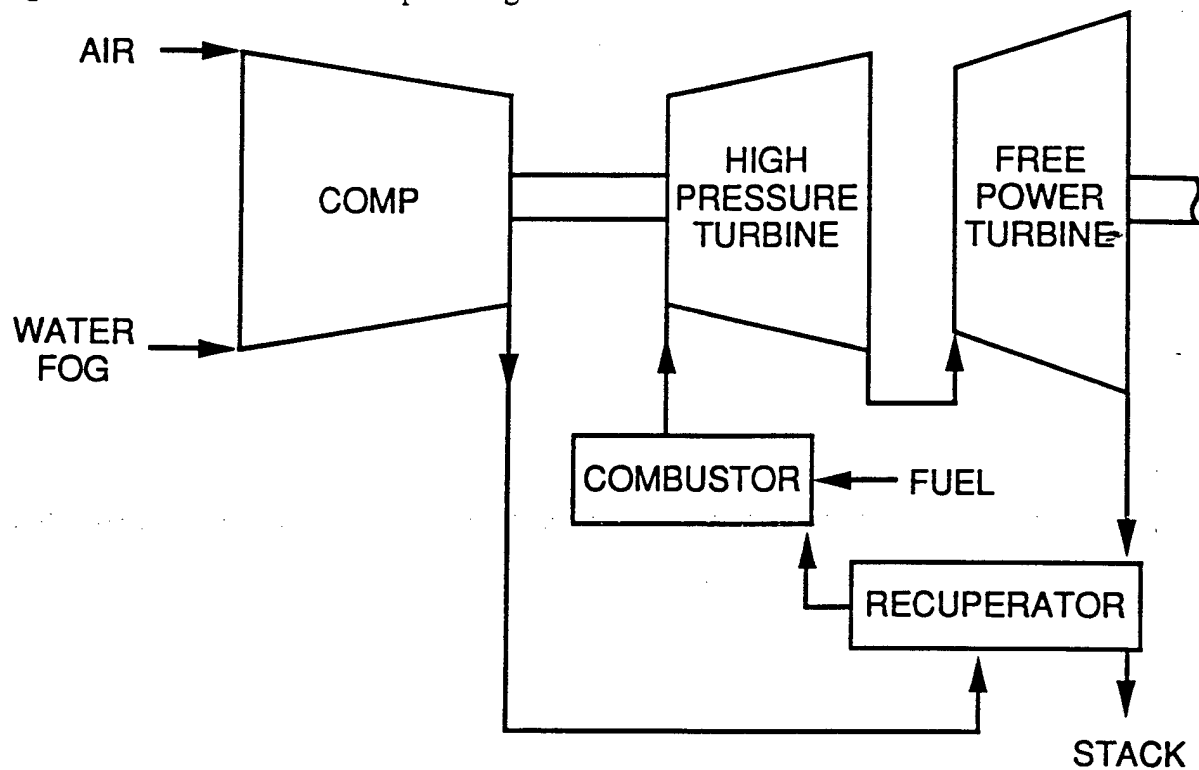 AIR
COMP
WATER
FOG
HIGH
PRESSURE
TURBINE
FREE
POWER
TURBINE
COMBUSTOR
FUEL
RECUPERATOR
STACK